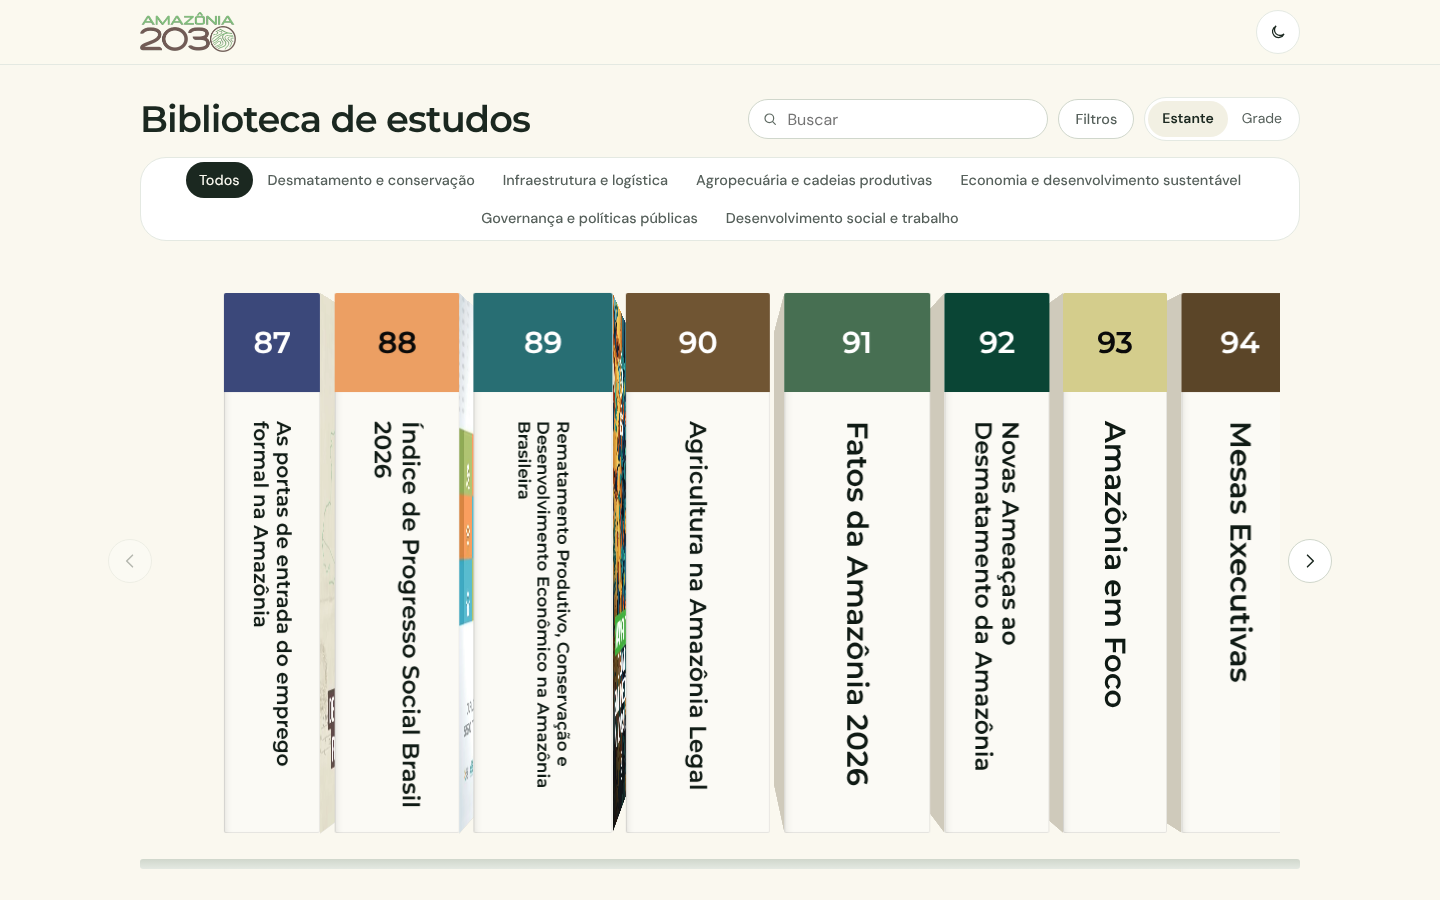 AMAZÔNIA
2030
Biblioteca de estudos
Buscar
Filtros
Estante
Grade
Todos
Desmatamento e conservação
Infraestrutura e logística
Agropecuária e cadeias produtivas
Economia e desenvolvimento sustentável
Governança e políticas públicas
Desenvolvimento social e trabalho
87
As portas de entrada do emprego
formal na Amazônia
88
Índice de Progresso Social Brasil
2026
89
Rematamento Produtivo, Conservação e
Desenvolvimento Econômico na Amazônia
Brasileira
90
Agricultura na Amazônia Legal
91
Fatos da Amazônia 2026
92
Novas Ameaças ao
Desmatamento da Amazônia
93
Amazônia em Foco
94
Mesas Executivas